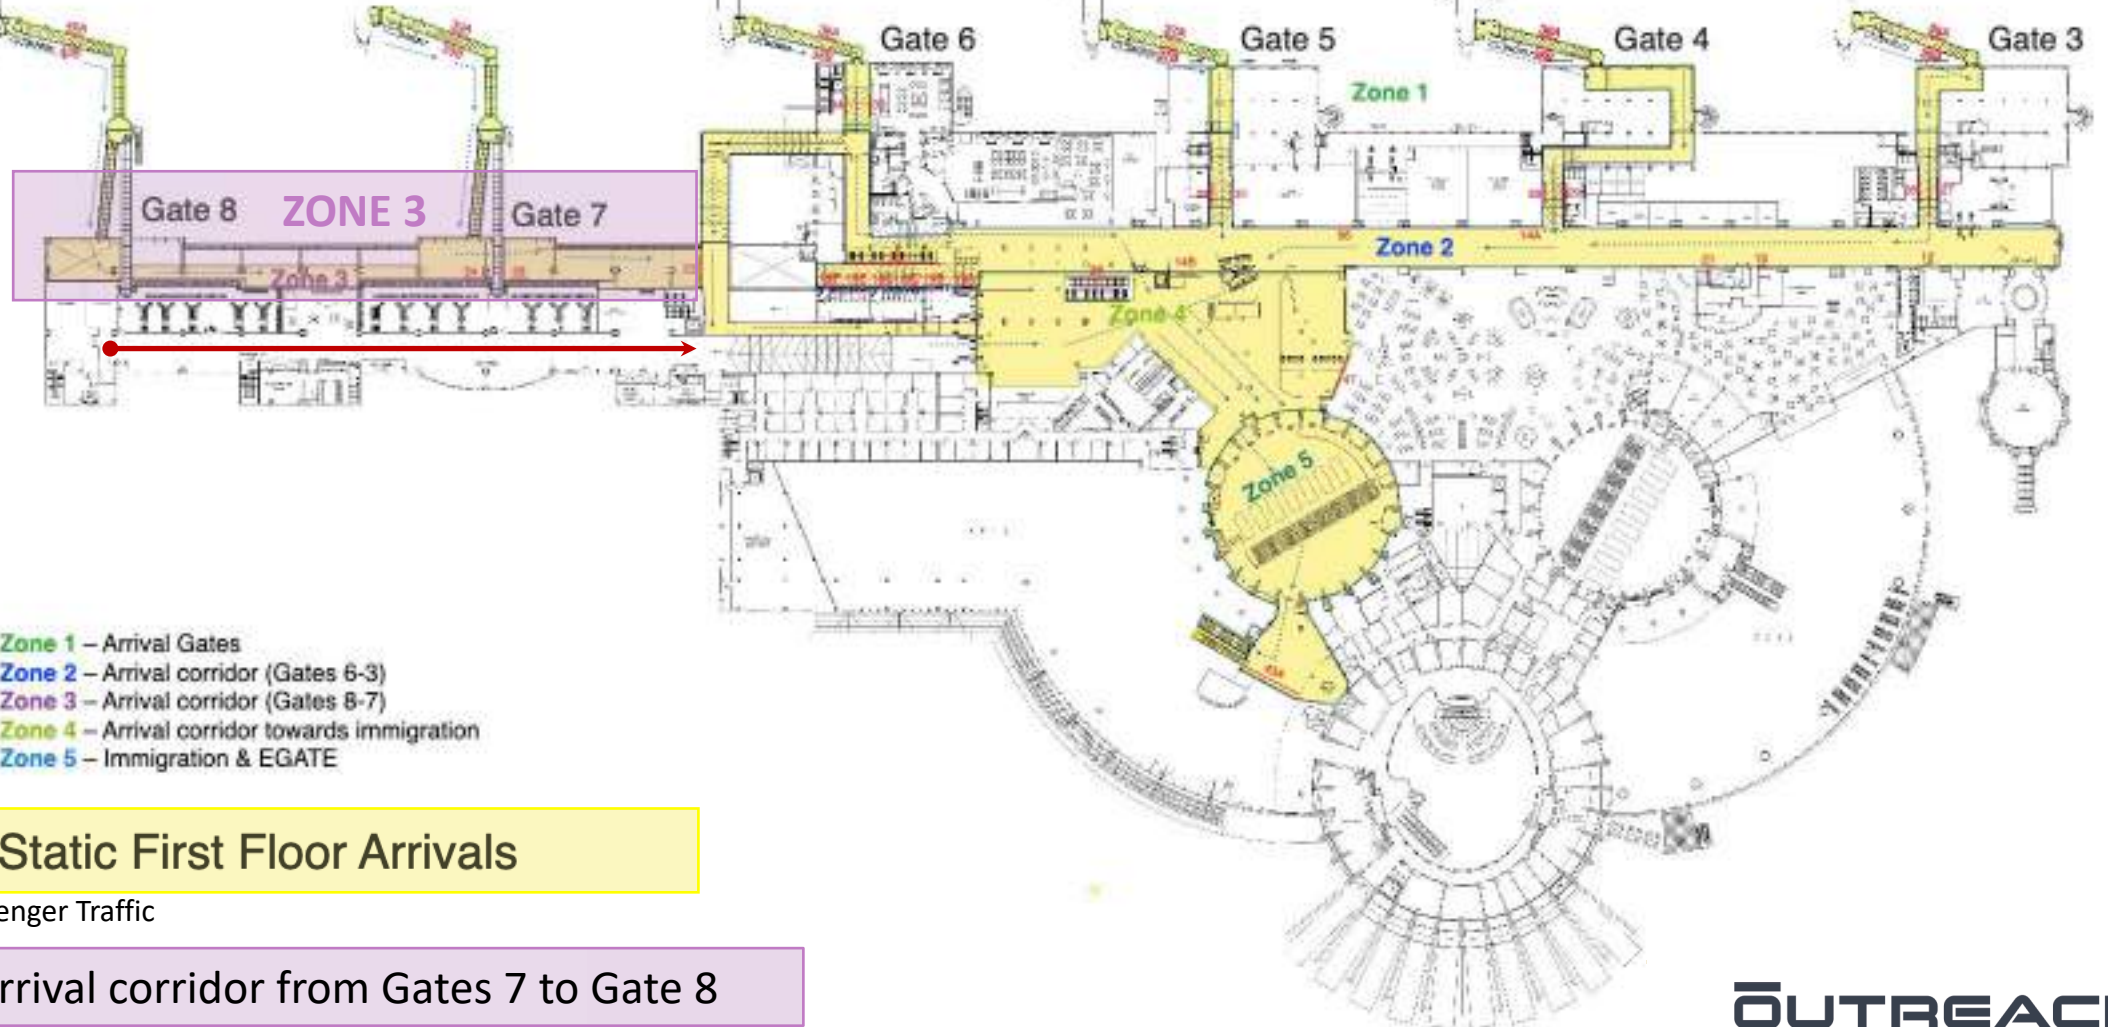 Gate 6
Gate 5
Gate 4
Gate 3
Zone 1
Gate 8
ZONE 3
Gate 7
Zone 2
Zone 3
Zone 4
Zone 5
Zone 1 – Arrival Gates
Zone 2 – Arrival corridor (Gates 6-3)
Zone 3 – Arrival corridor (Gates 8-7)
Zone 4 – Arrival corridor towards immigration
Zone 5 – Immigration & EGATE
Static First Floor Arrivals
enger Traffic
rrival corridor from Gates 7 to Gate 8
OUTREACH